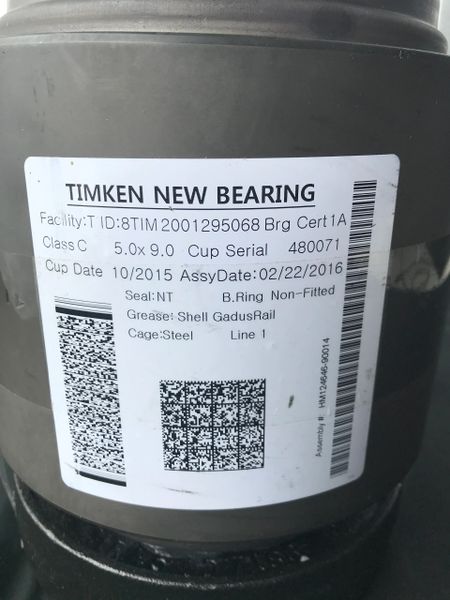 TIMKEN NEW BEARING
Facility:T ID:8TIM2001295068 Brg Cert 1A
Class C 5.0x 9.0 Cup Serial 480071
Cup Date 10/2015 AssyDate:02/22/2016
Seal:NT B.Ring Non-Fitted
Grease: Shell GadusRail
Cage:Steel Line 1
Assembly #: HM124646-90014